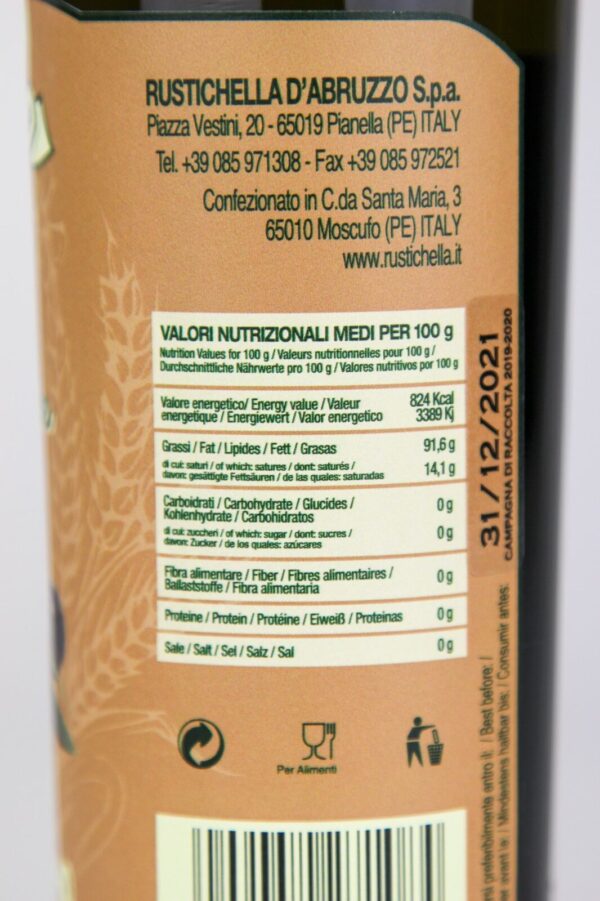 RUSTICHELLA D'ABRUZZO S.p.a.
Piazza Vestini, 20 - 65019 Pianella (PE) ITALY
Tel. +39 085 971308 - Fax +39 085 972521
Confezionato in C.da Santa Maria, 3
65010 Moscufo (PE) ITALY
www.rustichella.it
VALORI NUTRIZIONALI MEDI PER 100 g
Nutrition Values for 100 g / Valeurs nutritionnelles pour 100 g /
Durchschnittliche Nährwerte pro 100 g / Valores nutritivos por 100 g
Valore energetico/ Energy value / Valeur 824 Kcal
energetique / Energiewert / Valor energetico 3389 Kj
Grassi / Fat / Lipides / Fett / Grasas 91,6 g
di cui: saturi / of which: satures / dont: saturés / 14,1 g
davon: gesättigte Fettsäuren / de las quales: saturadas
Carboidrati / Carbohydrate / Glucides / 0 g
Kohlenhydrate / Carbohidratos
di cui: zuccheri / of which: sugar / dont: sucres / 0 g
davon: Zucker / de los quales: azúcares
Fibra alimentare / Fiber / Fibres alimentaires / 0 g
Ballaststoffe / Fibra alimentaria
Proteine / Protein / Protéine / Eiweiß / Proteinas 0 g
Sale / Salt / Sel / Salz / Sal 0 g
Per Alimenti
31/12/2021
CAMPAGNA DI RACCOLTA 2019-2020
preferibilmente entro il: / Best before: /
avant le: / Mindestens haltbar bis: / Consumir antes: